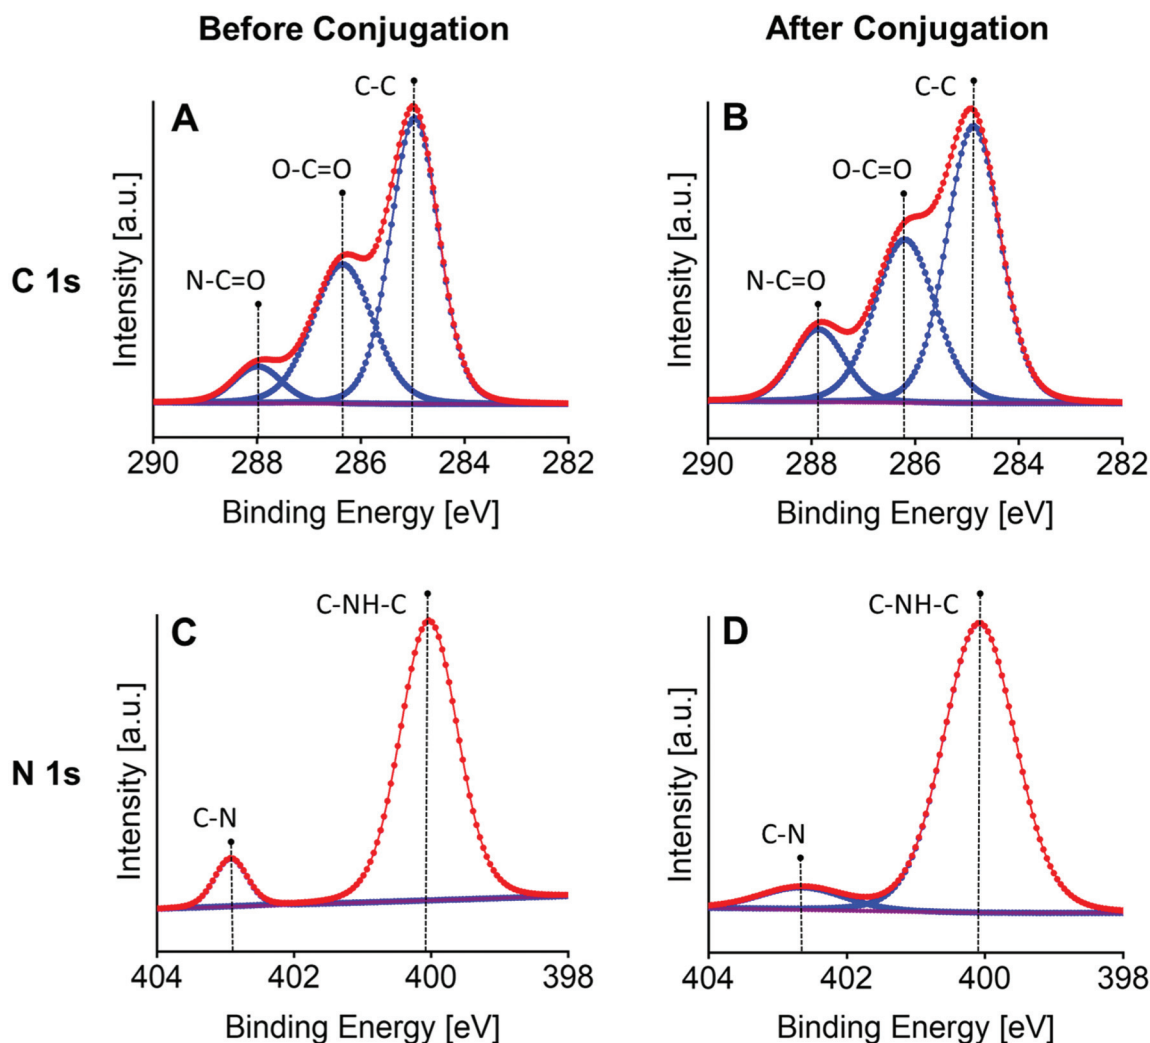 Before Conjugation
After Conjugation
C 1s
A
C-C
O-C=O
N-C=O
Intensity [a.u.]
290 288 286 284 282
Binding Energy [eV]
B
C-C
O-C=O
N-C=O
Intensity [a.u.]
290 288 286 284 282
Binding Energy [eV]
N 1s
C
C-NH-C
C-N
Intensity [a.u.]
404 402 400 398
Binding Energy [eV]
D
C-NH-C
C-N
Intensity [a.u.]
404 402 400 398
Binding Energy [eV]